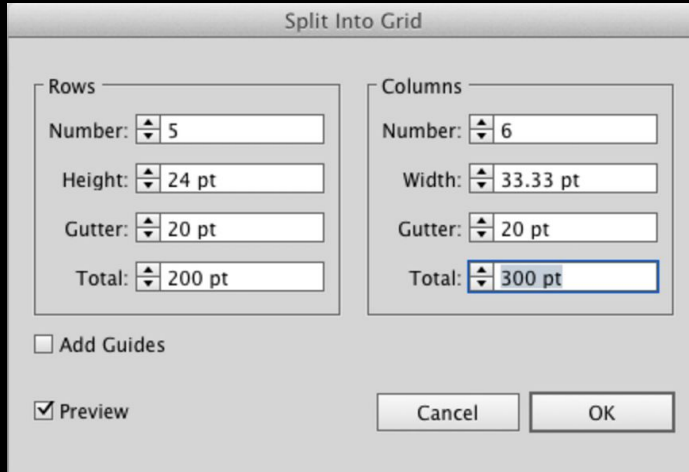 Split Into Grid
Rows
Number: 5
Height: 24 pt
Gutter: 20 pt
Total: 200 pt
Columns
Number: 6
Width: 33.33 pt
Gutter: 20 pt
Total: 300 pt
Add Guides
Preview
Cancel
OK